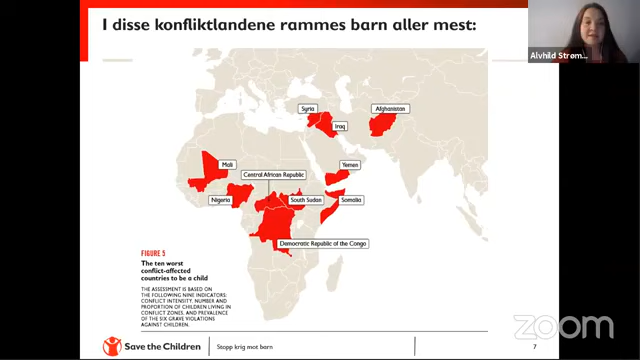 I disse konfliktlandene rammes barn aller mest:
Alvhild Strøm...
Syria
Afghanistan
Iraq
Mali
Yemen
Central African Republic
Nigeria
South Sudan
Somalia
Democratic Republic of the Congo
FIGURE 5
The ten worst
conflict-affected
countries to be a child
THE ASSESSMENT IS BASED ON
THE FOLLOWING NINE INDICATORS:
CONFLICT INTENSITY, NUMBER AND
PROPORTION OF CHILDREN LIVING IN
CONFLICT ZONES, AND PREVALENCE
OF THE SIX GRAVE VIOLATIONS
AGAINST CHILDREN.
Save the Children
Stopp krig mot barn
7
zoom